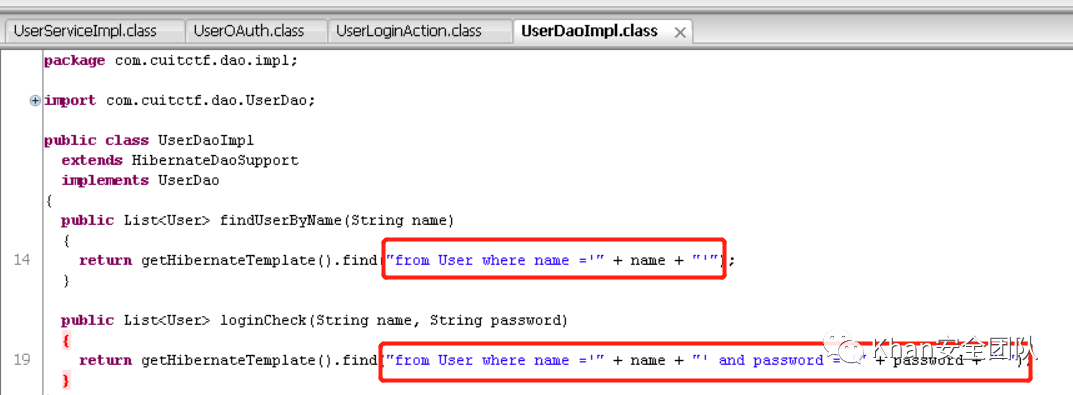 UserServiceImpl.class UserOAuth.class UserLoginAction.class UserDaoImpl.class
package com.cuitctf.dao.impl;
import com.cuitctf.dao.UserDao;
public class UserDaoImpl
extends HibernateDaoSupport
implements UserDao
{
public List<User> findUserByName(String name)
{
14 return getHibernateTemplate().find("from User where name ='" + name + "'");
}
public List<User> loginCheck(String name, String password)
{
19 return getHibernateTemplate().find("from User where name ='" + name + "' and password = + password +
}
Khan安全团队